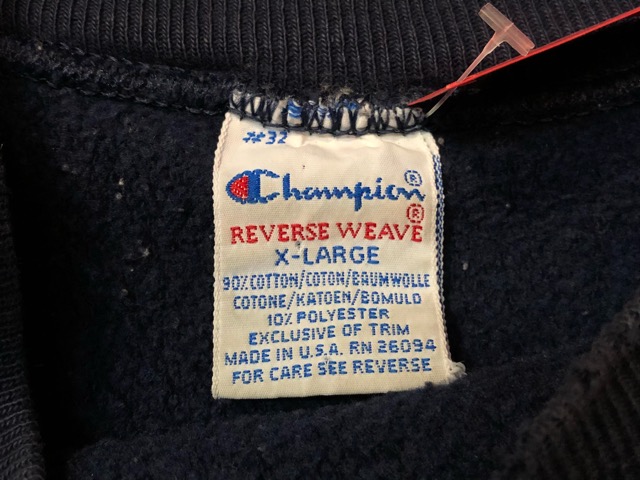 #32
Champion®
REVERSE WEAVE®
X-LARGE
90% COTTON/COTON/BAUMWOLLE
COTONE/KATOEN/BOMULD
10% POLYESTER
EXCLUSIVE OF TRIM
MADE IN U.S.A. RN 26094
FOR CARE SEE REVERSE